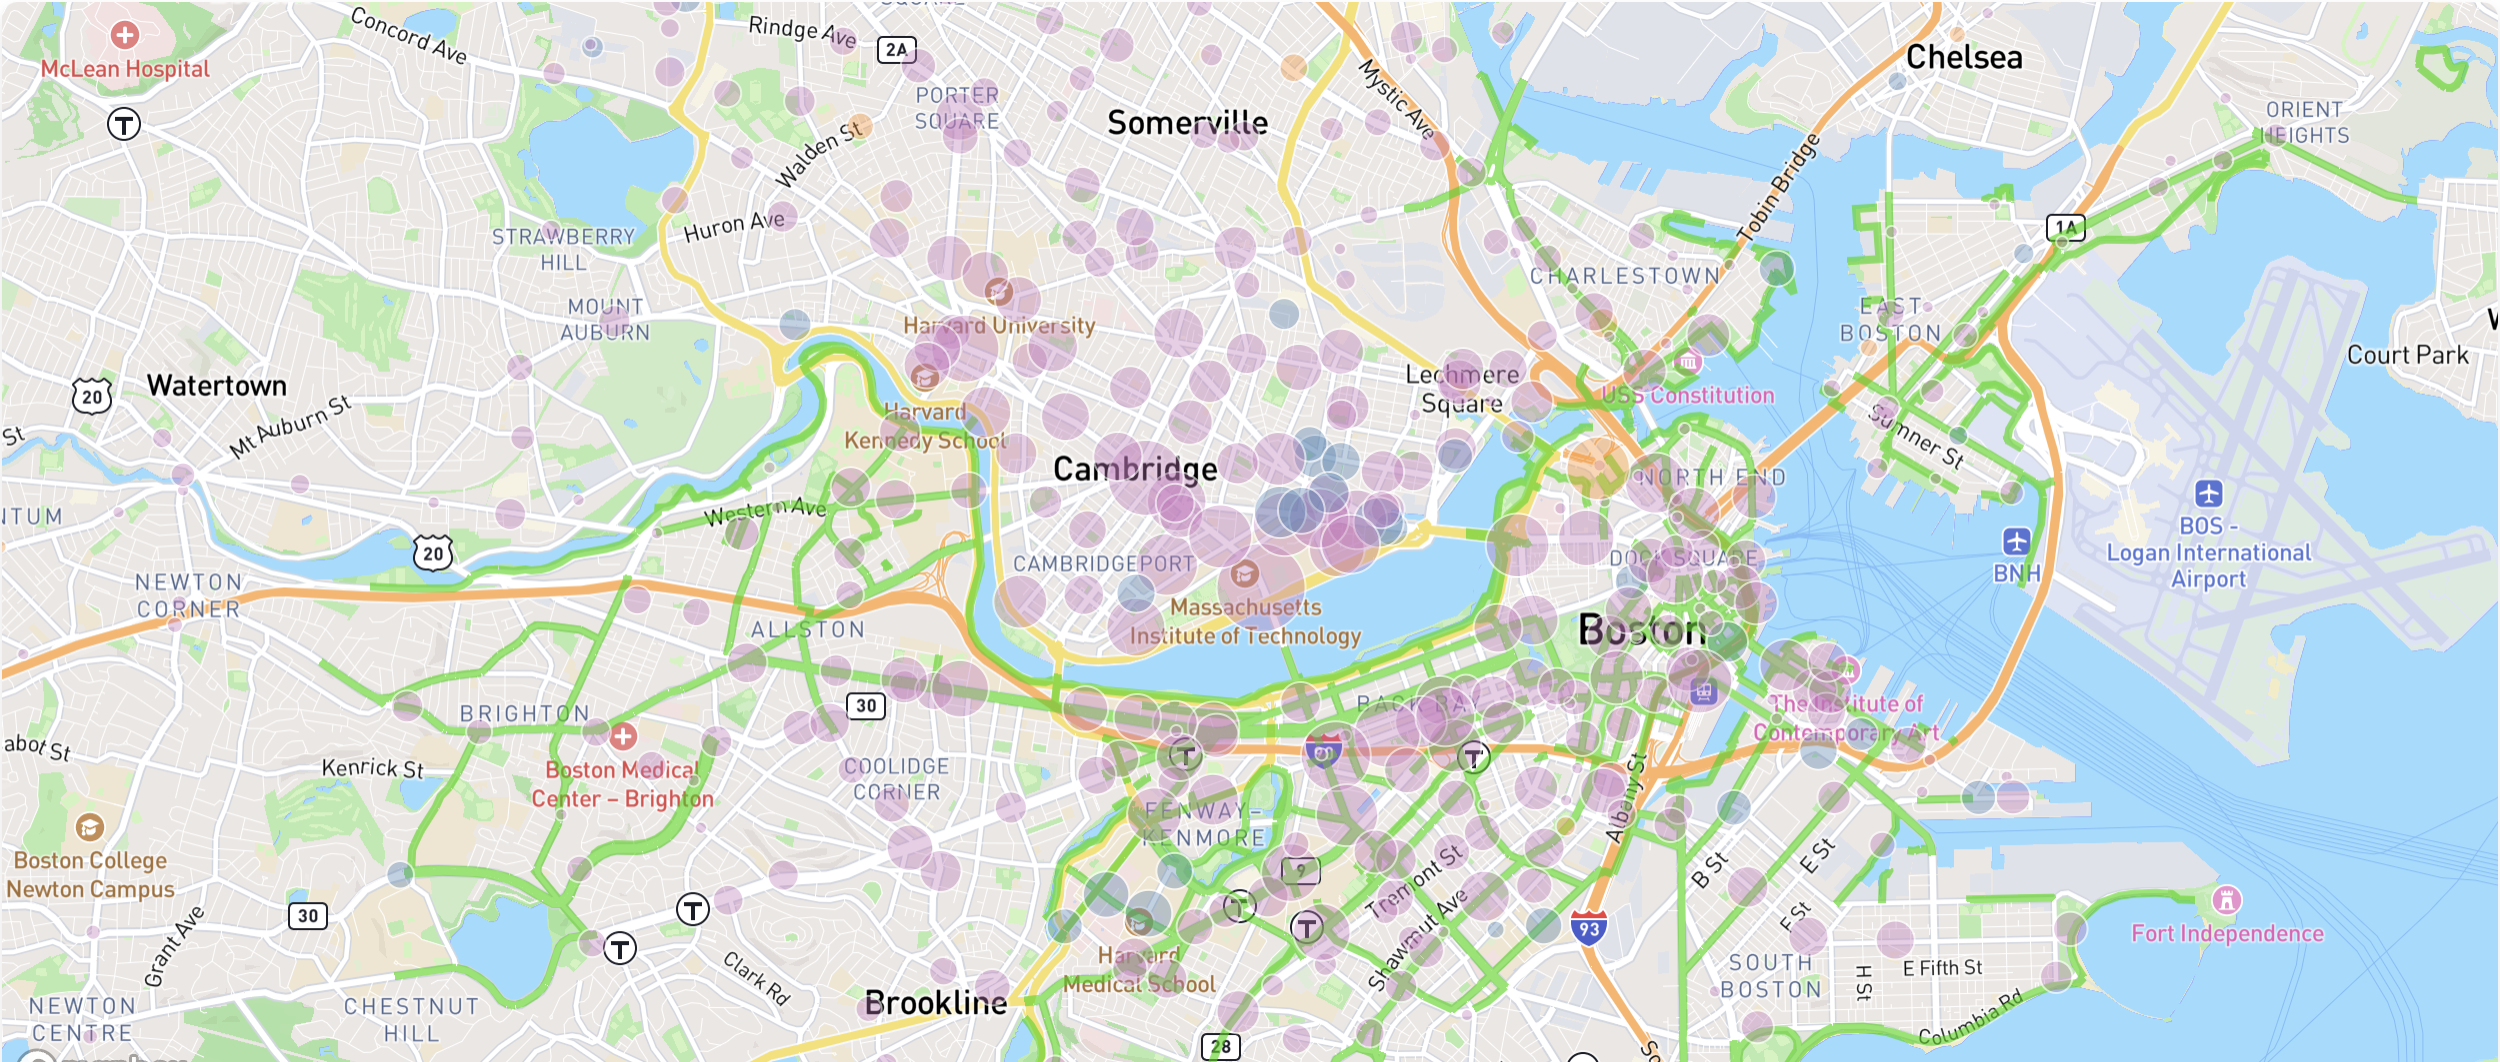 Concord Ave
Rindge Ave
2A
McLean Hospital
Mystic Ave
Chelsea
PORTER
SQUARE
Somerville
Walden St
ORIENT
HEIGHTS
T
Tobin Bridge
Huron Ave
1A
STRAWBERRY
HILL
CHARLESTOWN
MOUNT
AUBURN
EAST
BOSTON
Harvard University
Court Park
Watertown
20
Lechmere
Square
USS Constitution
Mt Auburn St
St
Harvard
Kennedy School
Sumner St
Cambridge
NORTH END
Western Ave
BOS -
Logan International
Airport
20
CAMBRIDGEPORT
DOCK SQUARE
BNH
NEWTON
CORNER
Massachusetts
Institute of Technology
Boston
ALLSTON
30
BACK BAY
BRIGHTON
The Institute of
Contemporary Art
90
T
T
abot St
Kenrick St
Boston Medical
Center – Brighton
COOLIDGE
CORNER
Albany St
FENWAY–
KENMORE
Boston College
Newton Campus
Tremont St
B St
E St
9
30
T
T
T
T
Grant Ave
Shawmut Ave
93
F St
Fort Independence
Clark Rd
Harvard
Medical School
SOUTH
BOSTON
H St
E Fifth St
NEWTON
CENTRE
CHESTNUT
HILL
Brookline
Columbia Rd
28